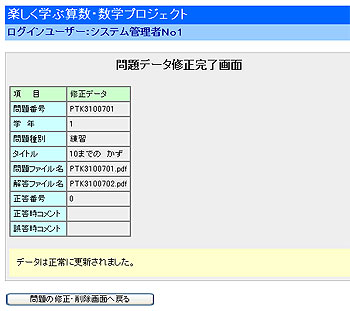 楽しく学ぶ算数・数学プロジェクト
ログインユーザー：システム管理者No1
問題データ修正完了画面
項　目 修正データ
問題番号 PTK3100701
学　年 1
問題種別 練習
タイトル 10までの かず
問題ファイル名 PTK3100701.pdf
解答ファイル名 PTK3100702.pdf
正答番号 0
正答時コメント
誤答時コメント
データは正常に更新されました。
問題の修正・削除画面へ戻る